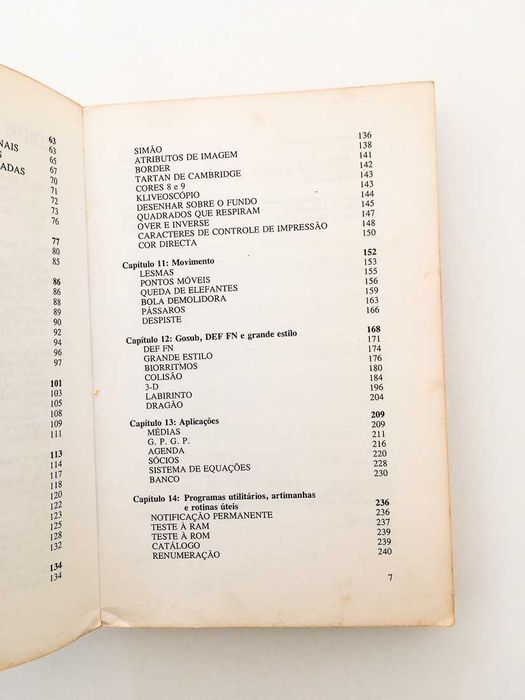 63
NAIS 63
S 65
ADAS 67
70
71
72
73
76
77
80
85
86
86
88
89
90
92
94
96
97
101
103
105
108
109
111
113
114
117
118
120
122
123
125
128
132
134
134
SIMÃO 136
ATRIBUTOS DE IMAGEM 138
BORDER 141
TARTAN DE CAMBRIDGE 142
CORES 8 e 9 143
KLIVEOSCÓPIO 143
DESENHAR SOBRE O FUNDO 144
QUADRADOS QUE RESPIRAM 145
OVER E INVERSE 147
CARACTERES DE CONTROLE DE IMPRESSÃO 148
COR DIRECTA 150
Capítulo 11: Movimento 152
LESMAS 153
PONTOS MÓVEIS 155
QUEDA DE ELEFANTES 156
BOLA DEMOLIDORA 159
PÁSSAROS 163
DESPISTE 166
Capítulo 12: Gosub, DEF FN e grande estilo 168
DEF FN 171
GRANDE ESTILO 174
BIORRITMOS 176
COLISÃO 180
3-D 184
LABIRINTO 196
DRAGÃO 204
Capítulo 13: Aplicações 209
MÉDIAS 209
G. P. G. P. 211
AGENDA 216
SÓCIOS 220
SISTEMA DE EQUAÇÕES 228
BANCO 230
Capítulo 14: Programas utilitários, artimanhas
e rotinas úteis 236
NOTIFICAÇÃO PERMANENTE 236
TESTE À RAM 237
TESTE À ROM 239
CATÁLOGO 239
RENUMERAÇÃO 240
7